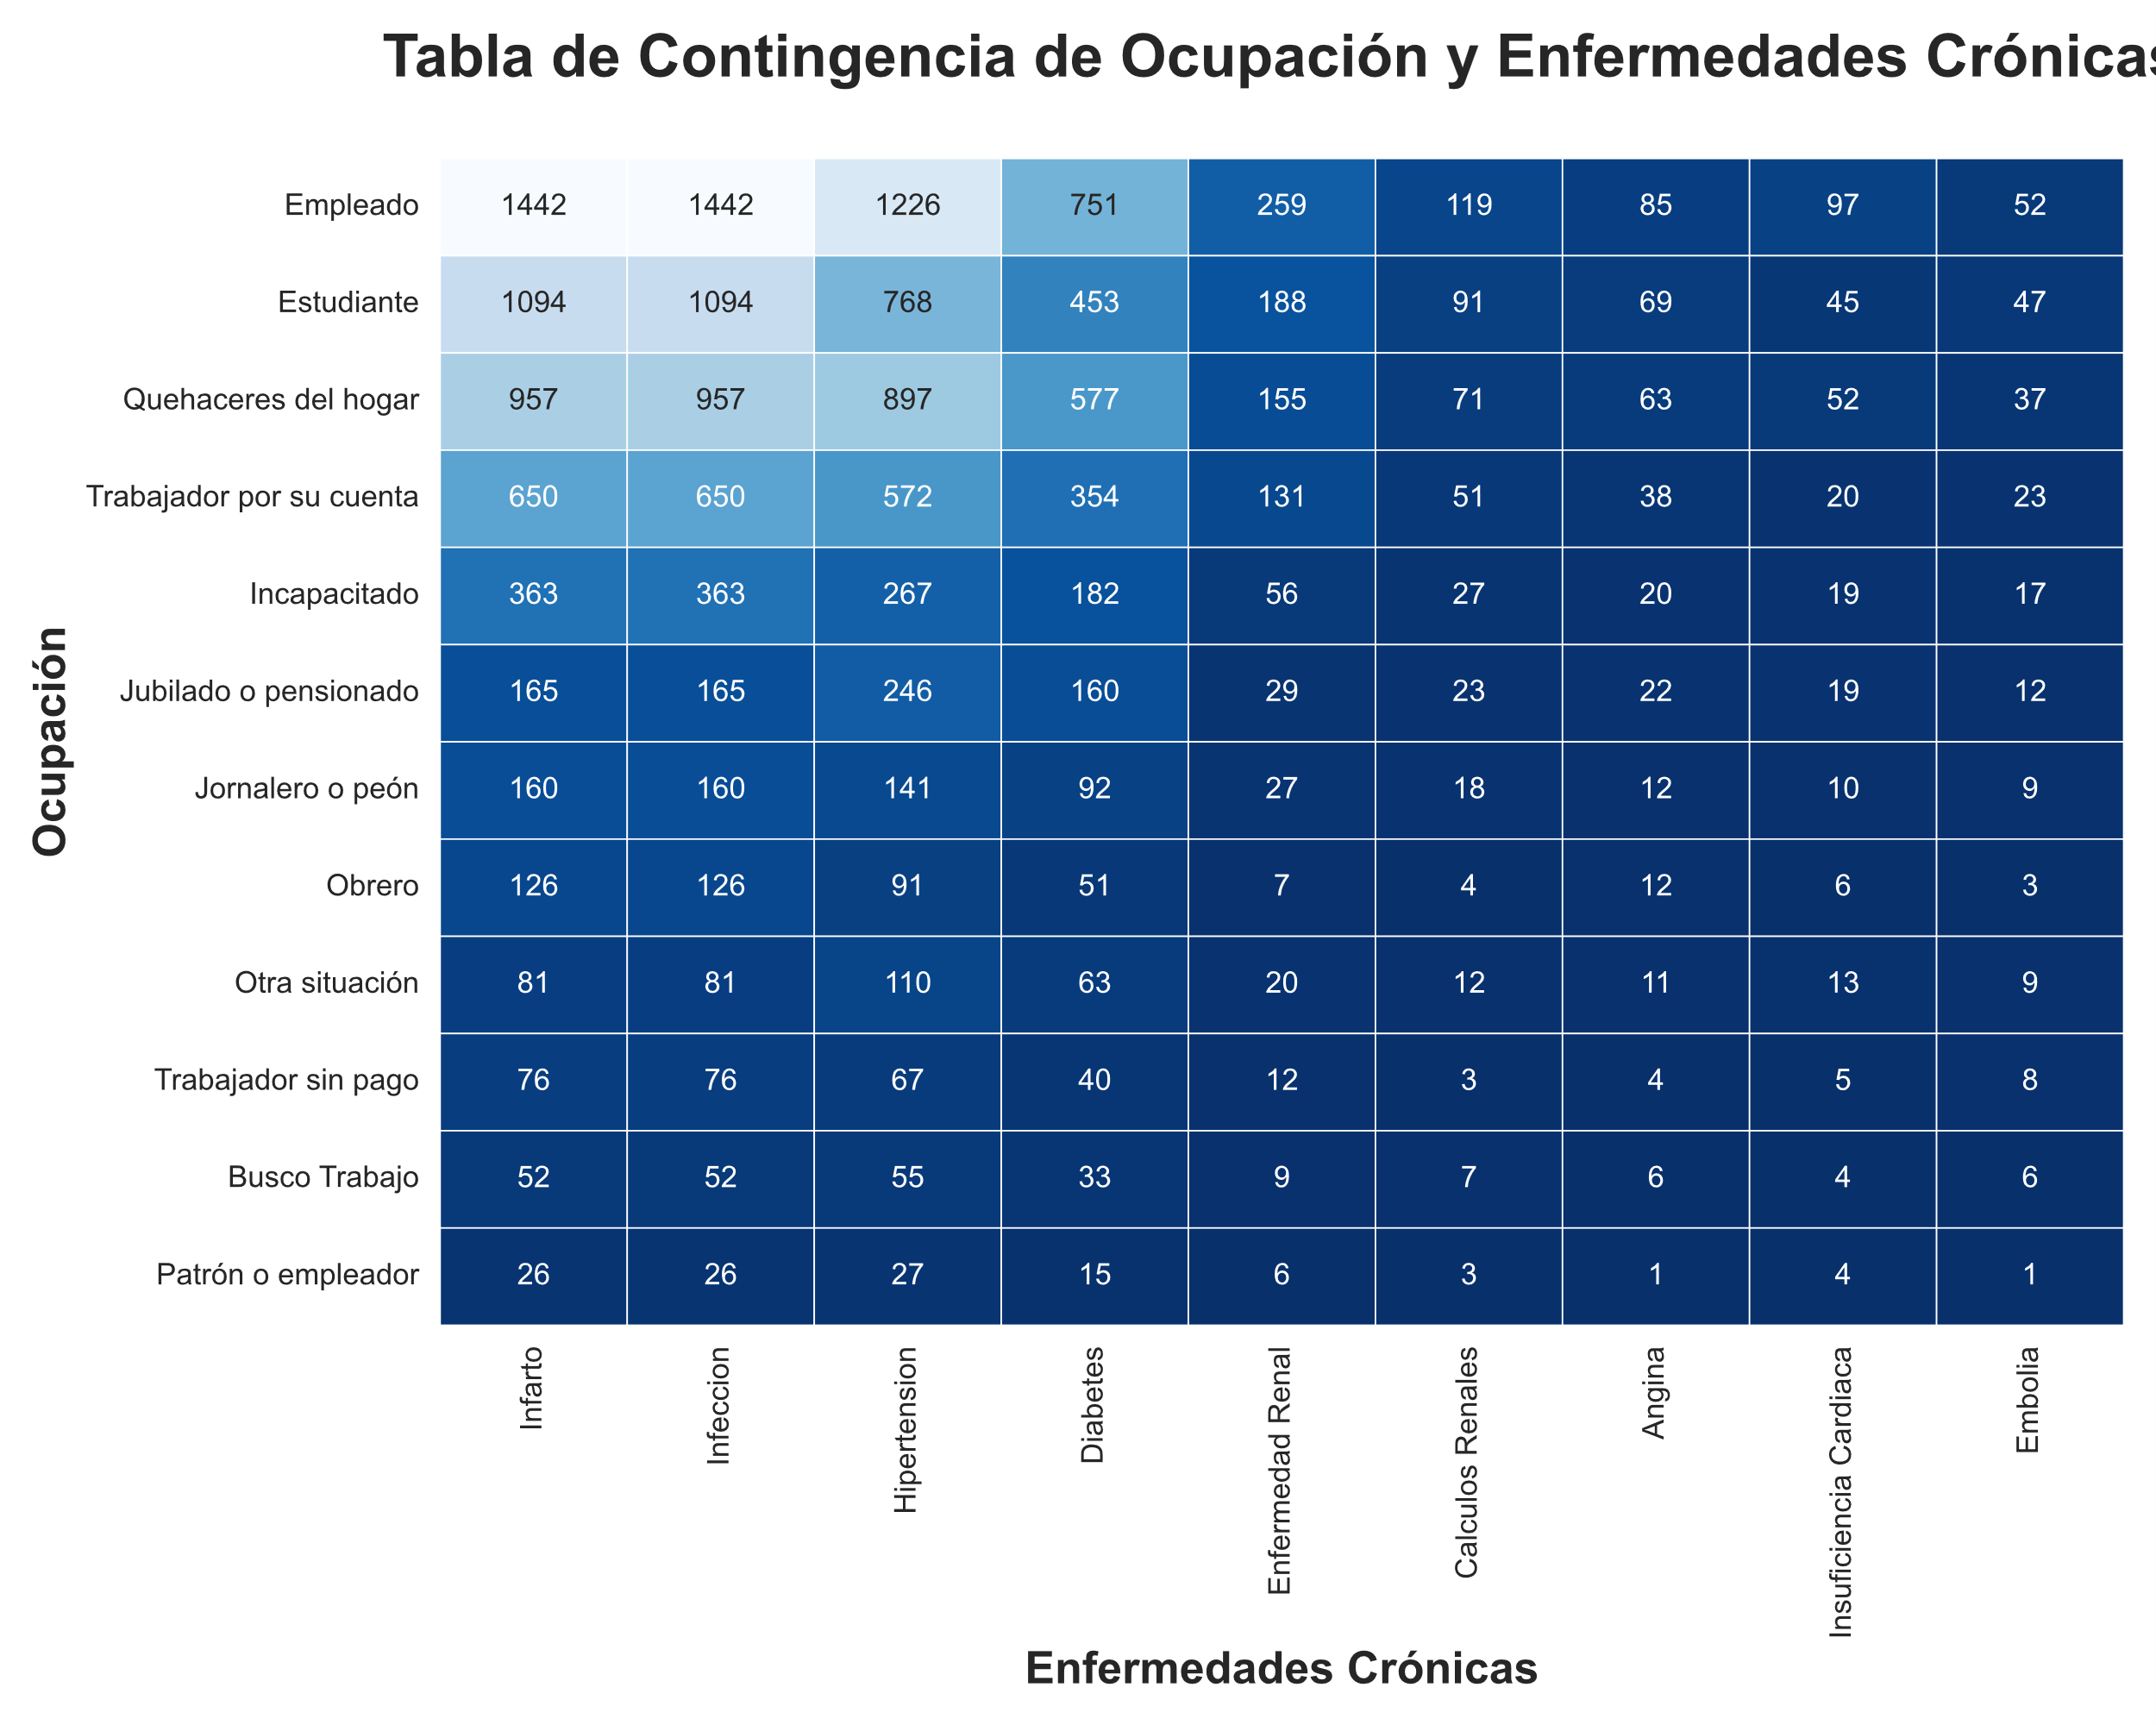 Tabla de Contingencia de Ocupación y Enfermedades Crónicas
Ocupación
Empleado 1442 1442 1226 751 259 119 85 97 52
Estudiante 1094 1094 768 453 188 91 69 45 47
Quehaceres del hogar 957 957 897 577 155 71 63 52 37
Trabajador por su cuenta 650 650 572 354 131 51 38 20 23
Incapacitado 363 363 267 182 56 27 20 19 17
Jubilado o pensionado 165 165 246 160 29 23 22 19 12
Jornalero o peón 160 160 141 92 27 18 12 10 9
Obrero 126 126 91 51 7 4 12 6 3
Otra situación 81 81 110 63 20 12 11 13 9
Trabajador sin pago 76 76 67 40 12 3 4 5 8
Busco Trabajo 52 52 55 33 9 7 6 4 6
Patrón o empleador 26 26 27 15 6 3 1 4 1
Infarto
Infeccion
Hipertension
Diabetes
Enfermedad Renal
Calculos Renales
Angina
Insuficiencia Cardiaca
Embolia
Enfermedades Crónicas